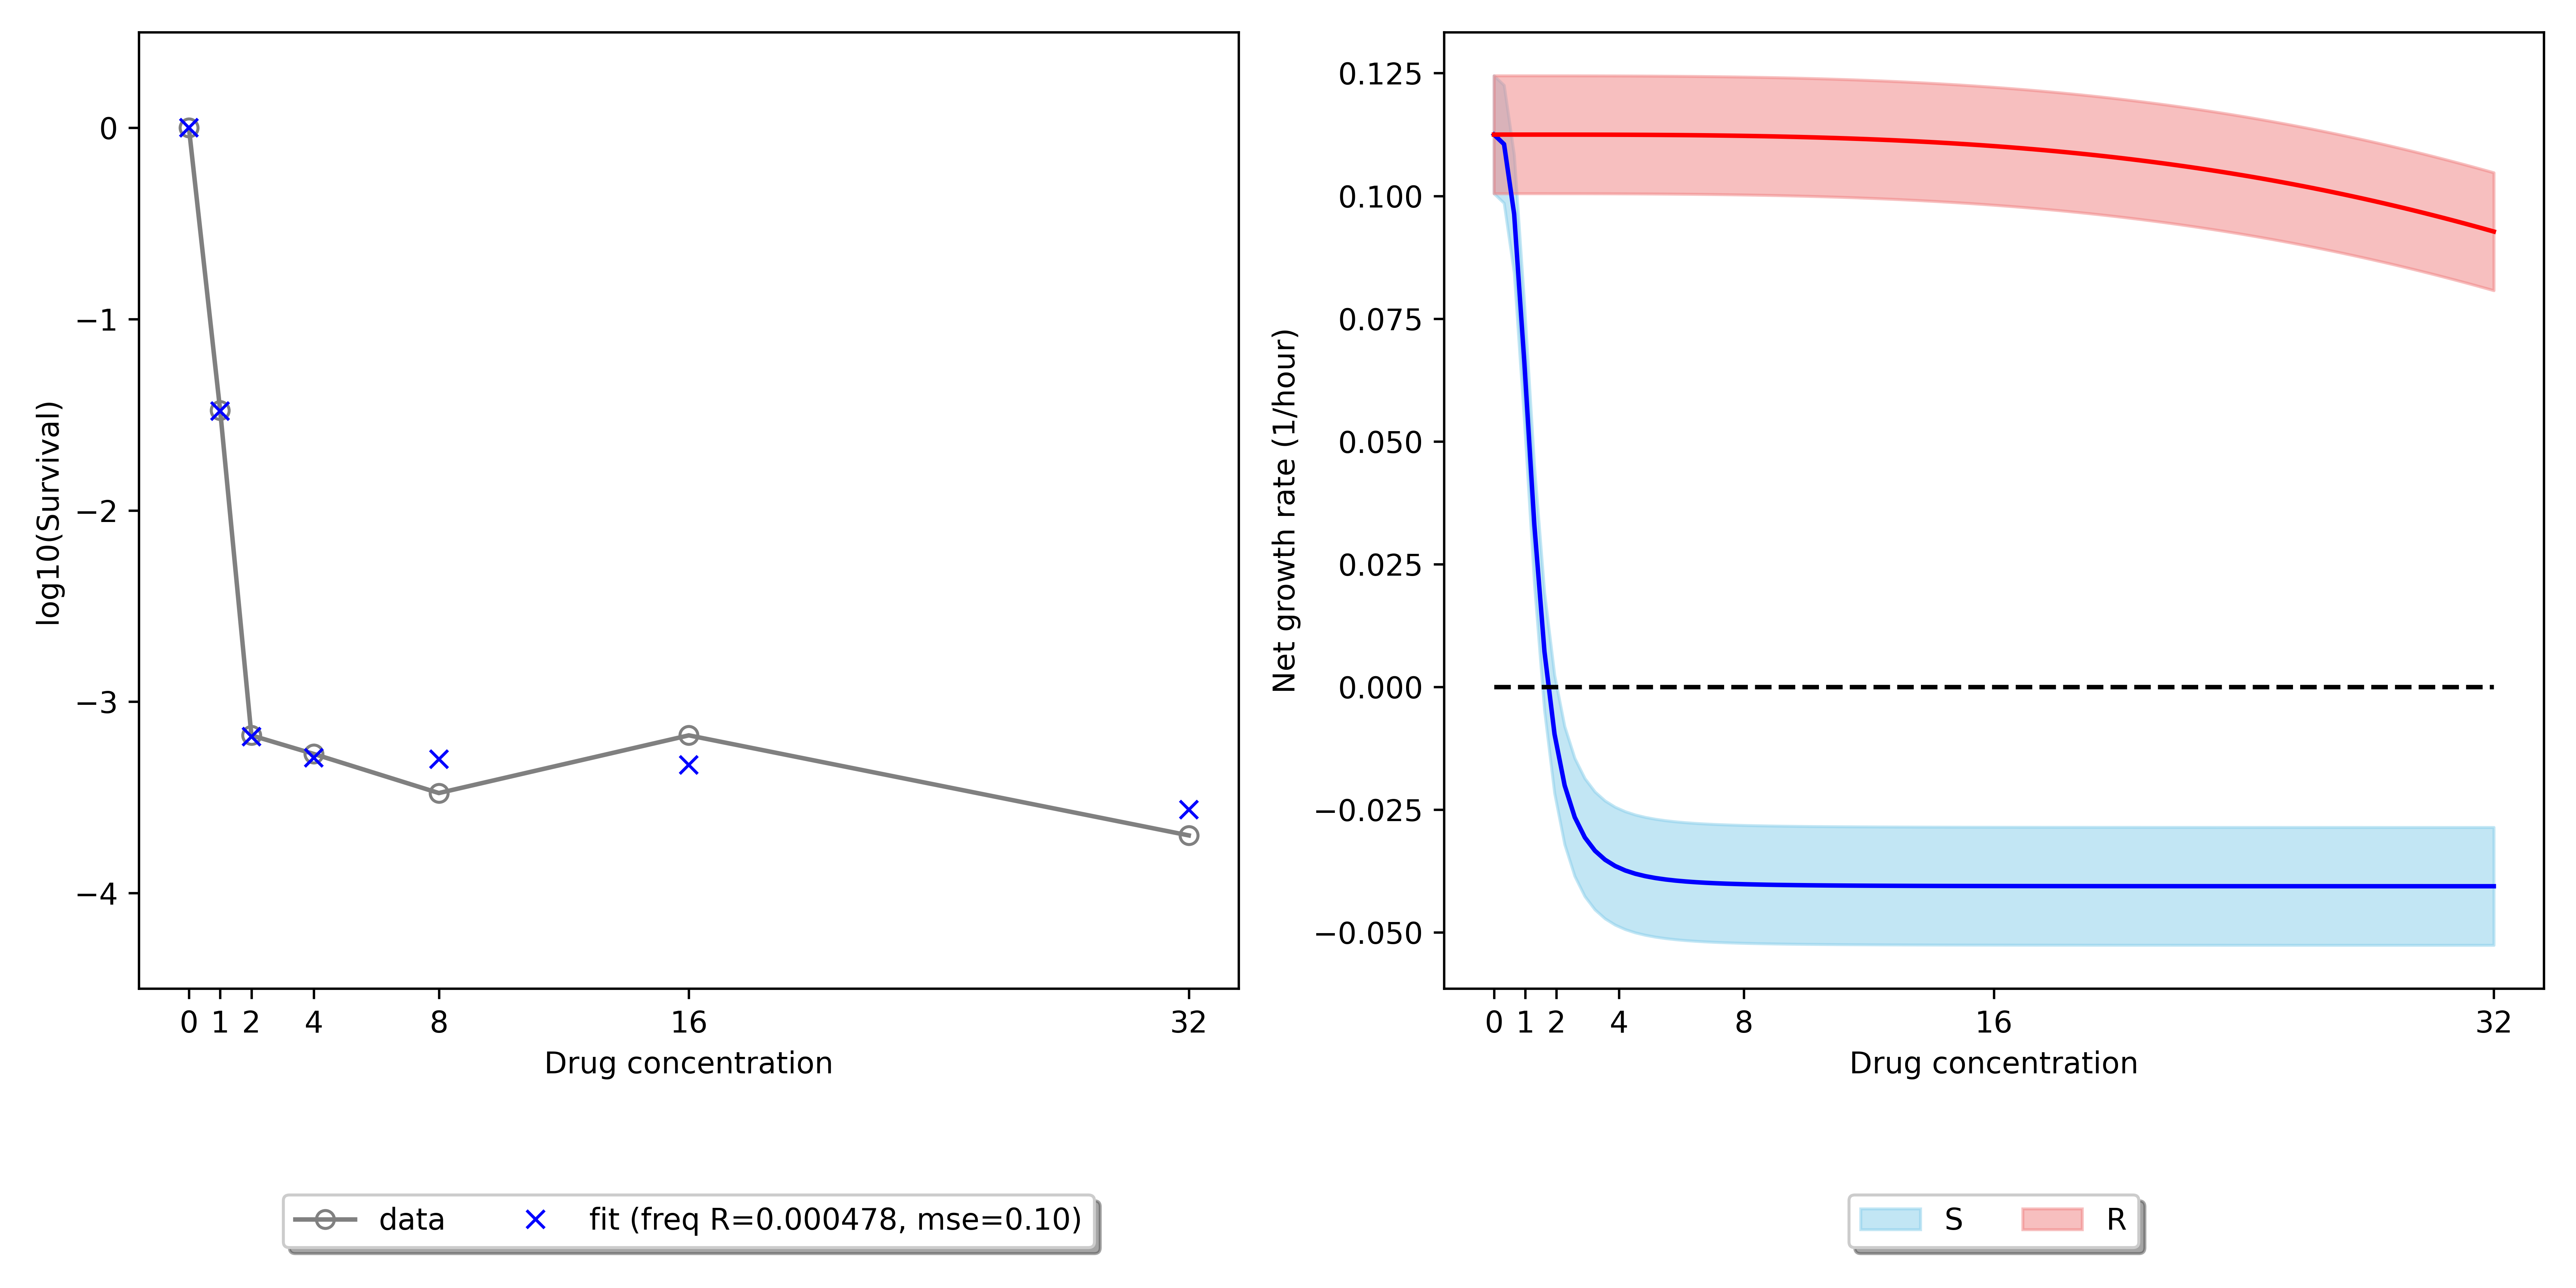 0
−1
−2
−3
−4
log10(Survival)
0 1 2 4 8 16 32
Drug concentration
data fit (freq R=0.000478, mse=0.10)
0.125
0.100
0.075
0.050
0.025
0.000
−0.025
−0.050
Net growth rate (1/hour)
0 1 2 4 8 16 32
Drug concentration
S R